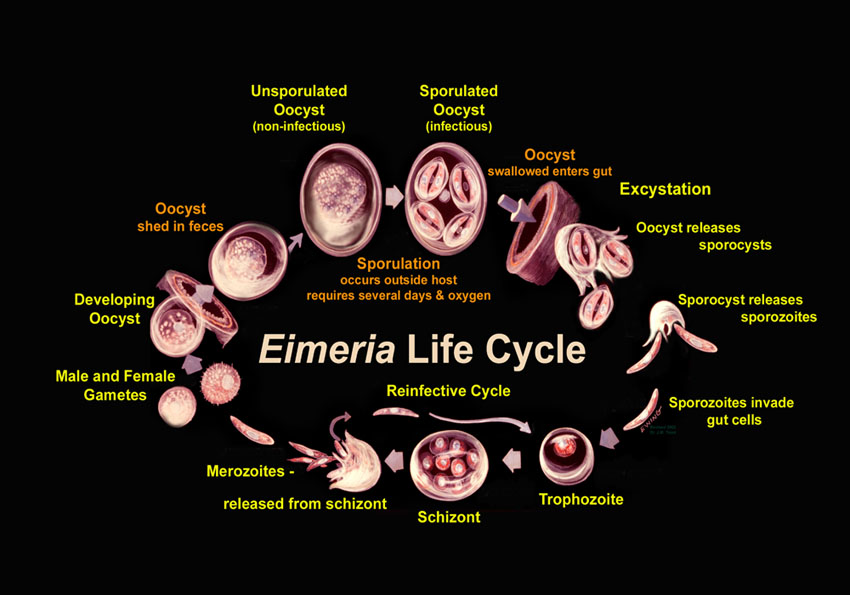 Unsporulated
Oocyst
(non-infectious)
Sporulated
Oocyst
(infectious)
Oocyst
swallowed enters gut
Excystation
Oocyst releases
sporocysts
Sporocyst releases
sporozoites
Sporozoites invade
gut cells
Trophozoite
Schizont
Merozoites -
released from schizont
Reinfective Cycle
Male and Female
Gametes
Developing
Oocyst
Oocyst
shed in feces
Sporulation
occurs outside host
requires several days & oxygen
Eimeria Life Cycle
WING